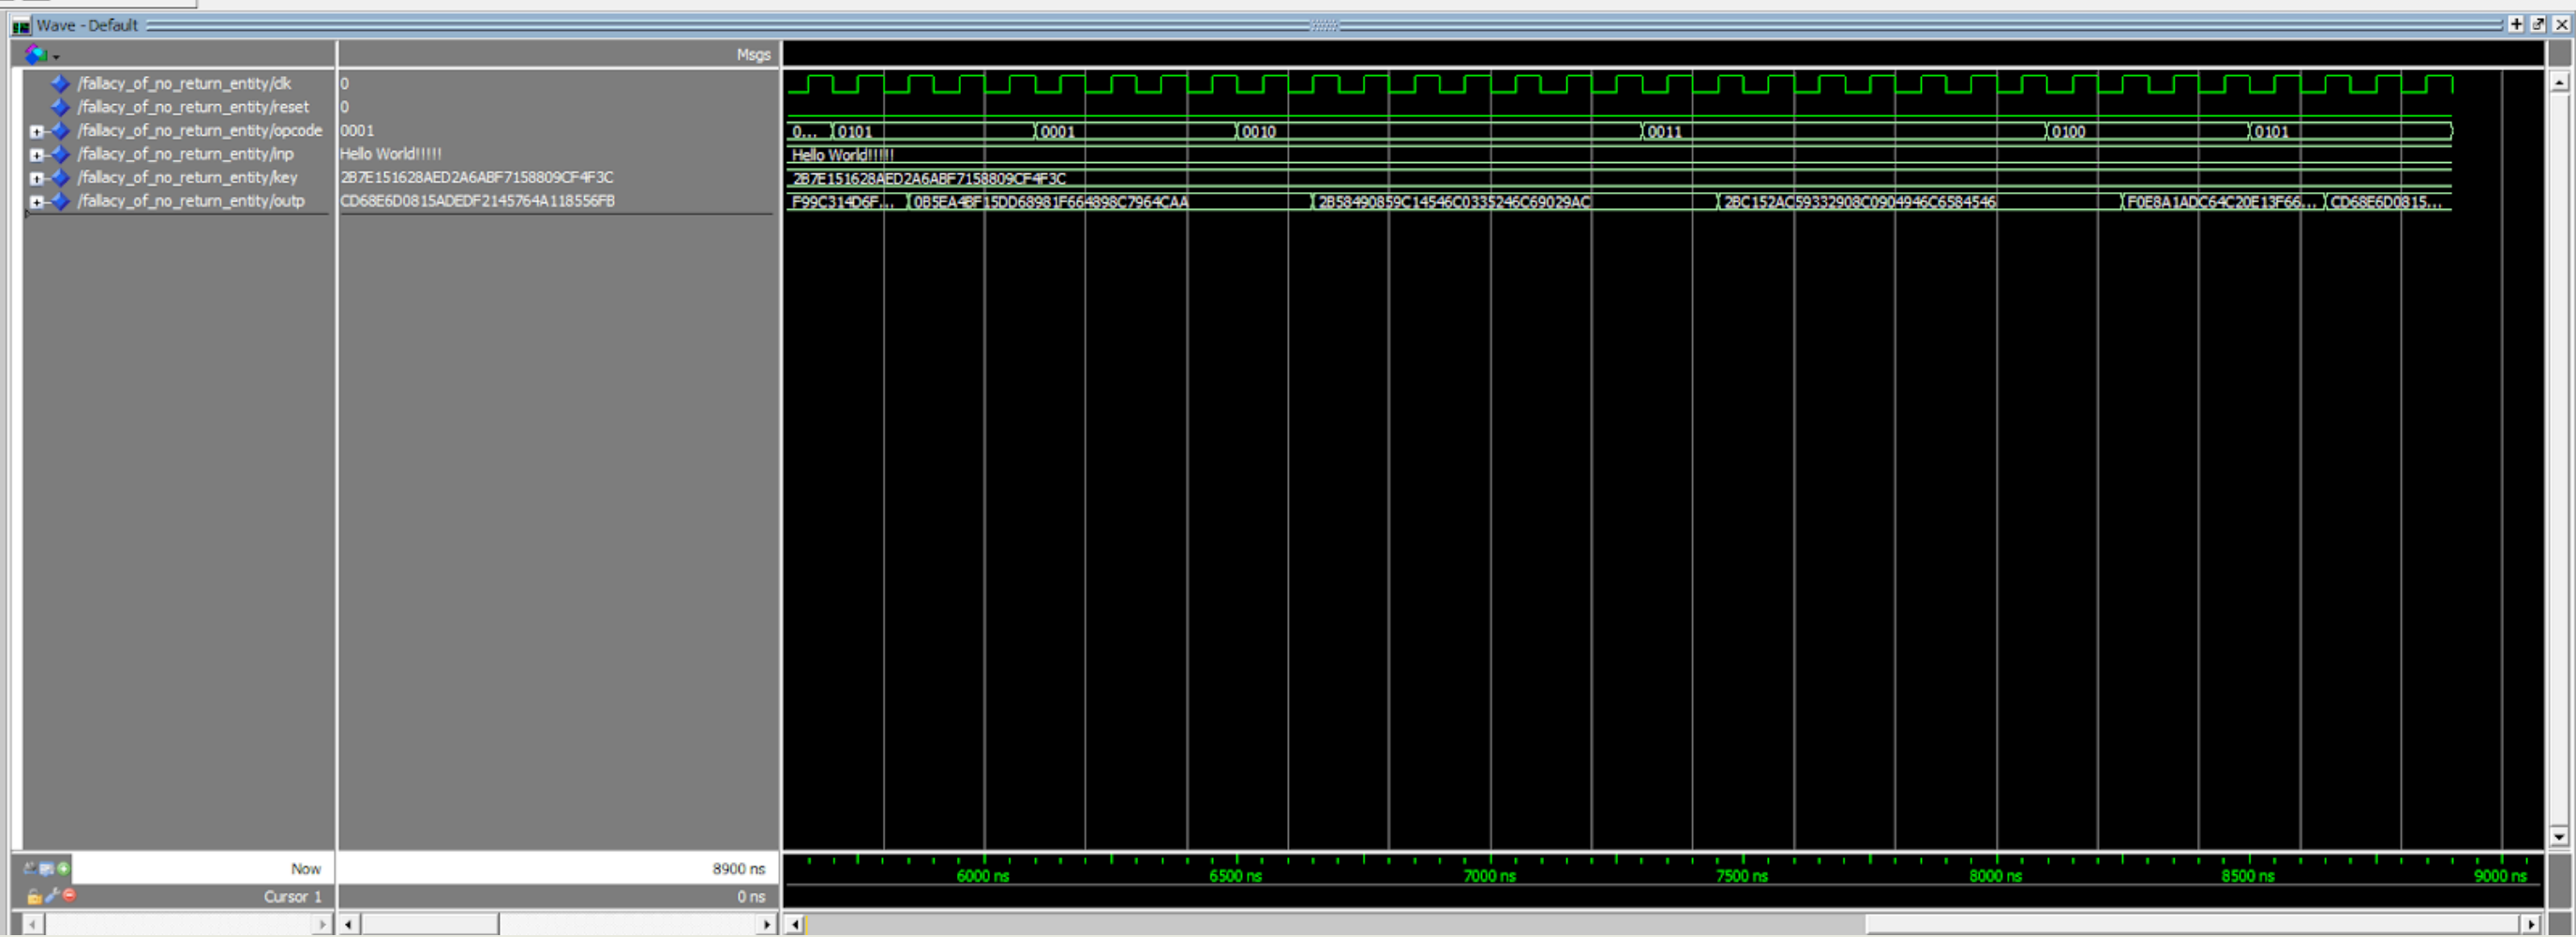 Wave - Default
Msgs
/fallacy_of_no_return_entity/clk 0
/fallacy_of_no_return_entity/reset 0
/fallacy_of_no_return_entity/opcode 0001 0... 0101 0001 0010 0011 0100 0101
/fallacy_of_no_return_entity/inp Hello World!!!!! Hello World!!!!!
/fallacy_of_no_return_entity/key 2B7E151628AED2A6ABF7158809CF4F3C 2B7E151628AED2A6ABF7158809CF4F3C
/fallacy_of_no_return_entity/outp CD68E6D0815ADEDF2145764A118556FB F99C314D6F... 0B5EA4BF15DD68981F664898C7964CAA 2B58490859C14546C0335246C69029AC 2BC152AC59332908C0904946C6584546 F0E8A1ADC64C20E13F66... CD68E6D0815...
Now 8900 ns 6000 ns 6500 ns 7000 ns 7500 ns 8000 ns 8500 ns 9000 ns
Cursor 1 0 ns